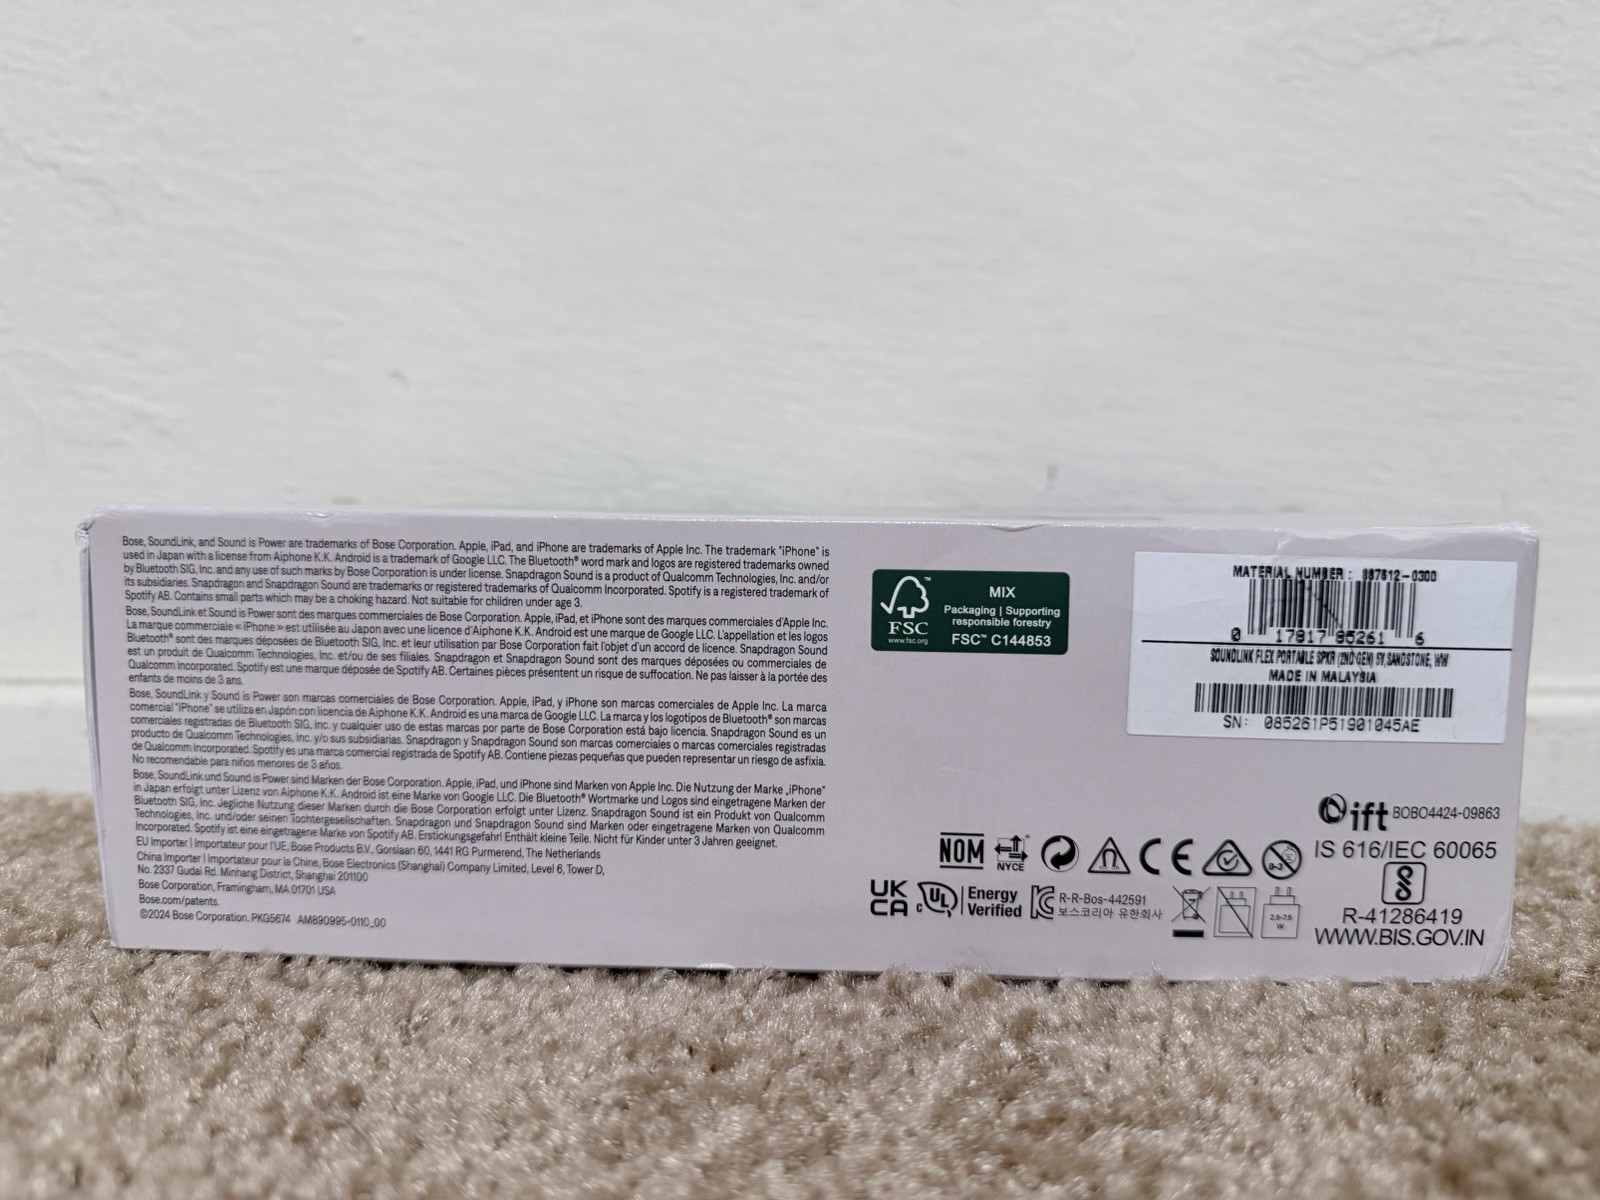 Bose, SoundLink, and Sound is Power are trademarks of Bose Corporation. Apple, iPad, and iPhone are trademarks of Apple Inc. The trademark "iPhone" is
used in Japan with a license from Aiphone K.K. Android is a trademark of Google LLC. The Bluetooth® word mark and logos are registered trademarks owned
by Bluetooth SIG, Inc. and any use of such marks by Bose Corporation is under license. Snapdragon Sound is a product of Qualcomm Technologies, Inc. and/or
its subsidiaries. Snapdragon and Snapdragon Sound are trademarks or registered trademarks of Qualcomm Incorporated. Spotify is a registered trademark of
Spotify AB. Contains small parts which may be a choking hazard. Not suitable for children under age 3.
Bose, SoundLink et Sound is Power sont des marques commerciales de Bose Corporation. Apple, iPad, et iPhone sont des marques commerciales d'Apple Inc.
La marque commerciale « iPhone » est utilisée au Japon avec une licence d'Aiphone K.K. Android est une marque de Google LLC. L'appellation et les logos
Bluetooth® sont des marques déposées de Bluetooth SIG, Inc. et leur utilisation par Bose Corporation fait l'objet d'un accord de licence. Snapdragon Sound
est un produit de Qualcomm Technologies, Inc. et/ou de ses filiales. Snapdragon et Snapdragon Sound sont des marques déposées ou commerciales de
Qualcomm Incorporated. Spotify est une marque déposée de Spotify AB. Certaines pièces présentent un risque de suffocation. Ne pas laisser à la portée des
enfants de moins de 3 ans.
Bose, SoundLink y Sound is Power son marcas comerciales de Bose Corporation. Apple, iPad, y iPhone son marcas comerciales de Apple Inc. La marca
comercial "iPhone" se utiliza en Japón con licencia de Aiphone K.K. Android es una marca de Google LLC. La marca y los logotipos de Bluetooth® son marcas
comerciales registradas de Bluetooth SIG, Inc. y cualquier uso de estas marcas por parte de Bose Corporation está bajo licencia. Snapdragon Sound es un
producto de Qualcomm Technologies, Inc. y/o sus subsidiarias. Snapdragon y Snapdragon Sound son marcas comerciales o marcas comerciales registradas
de Qualcomm Incorporated. Spotify es una marca comercial registrada de Spotify AB. Contiene piezas pequeñas que pueden representar un riesgo de asfixia.
No recomendable para niños menores de 3 años.
Bose, SoundLink und Sound is Power sind Marken der Bose Corporation. Apple, iPad, und iPhone sind Marken von Apple Inc. Die Nutzung der Marke „iPhone"
in Japan erfolgt unter Lizenz von Aiphone K.K. Android ist eine Marke von Google LLC. Die Bluetooth® Wortmarke und Logos sind eingetragene Marken der
Bluetooth SIG, Inc. Jegliche Nutzung dieser Marken durch die Bose Corporation erfolgt unter Lizenz. Snapdragon Sound ist ein Produkt von Qualcomm
Technologies, Inc. und/oder seinen Tochtergesellschaften. Snapdragon und Snapdragon Sound sind Marken oder eingetragene Marken von Qualcomm
Incorporated. Spotify ist eine eingetragene Marke von Spotify AB. Erstickungsgefahr! Enthält kleine Teile. Nicht für Kinder unter 3 Jahren geeignet.
EU Importer | Importateur pour l'UE, Bose Products B.V., Gorslaan 60, 1441 RG Purmerend, The Netherlands
China Importer | Importateur pour la Chine, Bose Electronics (Shanghai) Company Limited, Level 6, Tower D,
No. 2337 Gudai Rd. Minhang District, Shanghai 201100
Bose Corporation, Framingham, MA 01701 USA
Bose.com/patents.
©2024 Bose Corporation. PKG5674 AM890995-0110_00
FSC™
www.fsc.org
MIX
Packaging | Supporting
responsible forestry
FSC™ C144853
MATERIAL NUMBER : 887612-0300
0 17817 85261 6
SOUNDLINK FLEX PORTABLE SPKR (2ND GEN) 5V,SANDSTONE, WW
MADE IN MALAYSIA
SN: 085261P51901045AE
ift BOBO4424-09863
NOM NYCE CE 0-3
IS 616/IEC 60065
UK CA
c UL Energy Verified
R-R-Bos-442591
보스코리아 유한회사
2.5-7.5
W
R-41286419
WWW.BIS.GOV.IN